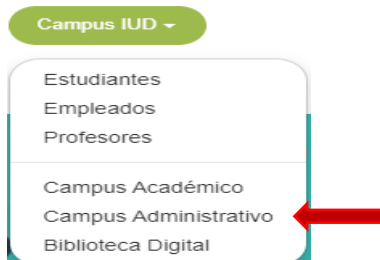 Campus IUD
Estudiantes
Empleados
Profesores
Campus Académico
Campus Administrativo
Biblioteca Digital